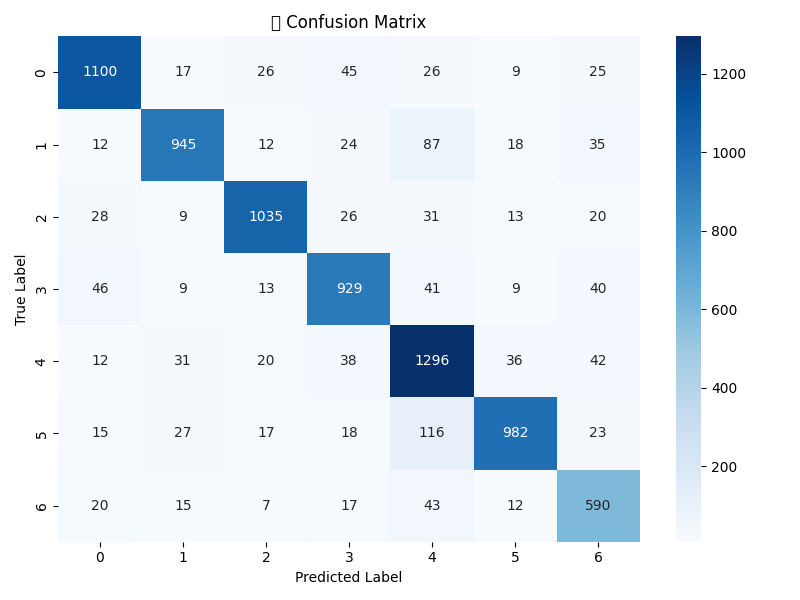 ▯ Confusion Matrix
0 1100 17 26 45 26 9 25
1 12 945 12 24 87 18 35
2 28 9 1035 26 31 13 20
3 46 9 13 929 41 9 40
4 12 31 20 38 1296 36 42
5 15 27 17 18 116 982 23
6 20 15 7 17 43 12 590
0 1 2 3 4 5 6
Predicted Label
True Label
1200
1000
800
600
400
200